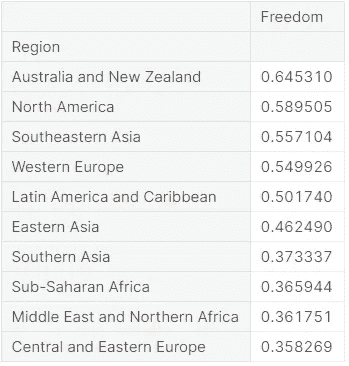 Freedom
Region
Australia and New Zealand 0.645310
North America 0.589505
Southeastern Asia 0.557104
Western Europe 0.549926
Latin America and Caribbean 0.501740
Eastern Asia 0.462490
Southern Asia 0.373337
Sub-Saharan Africa 0.365944
Middle East and Northern Africa 0.361751
Central and Eastern Europe 0.358269